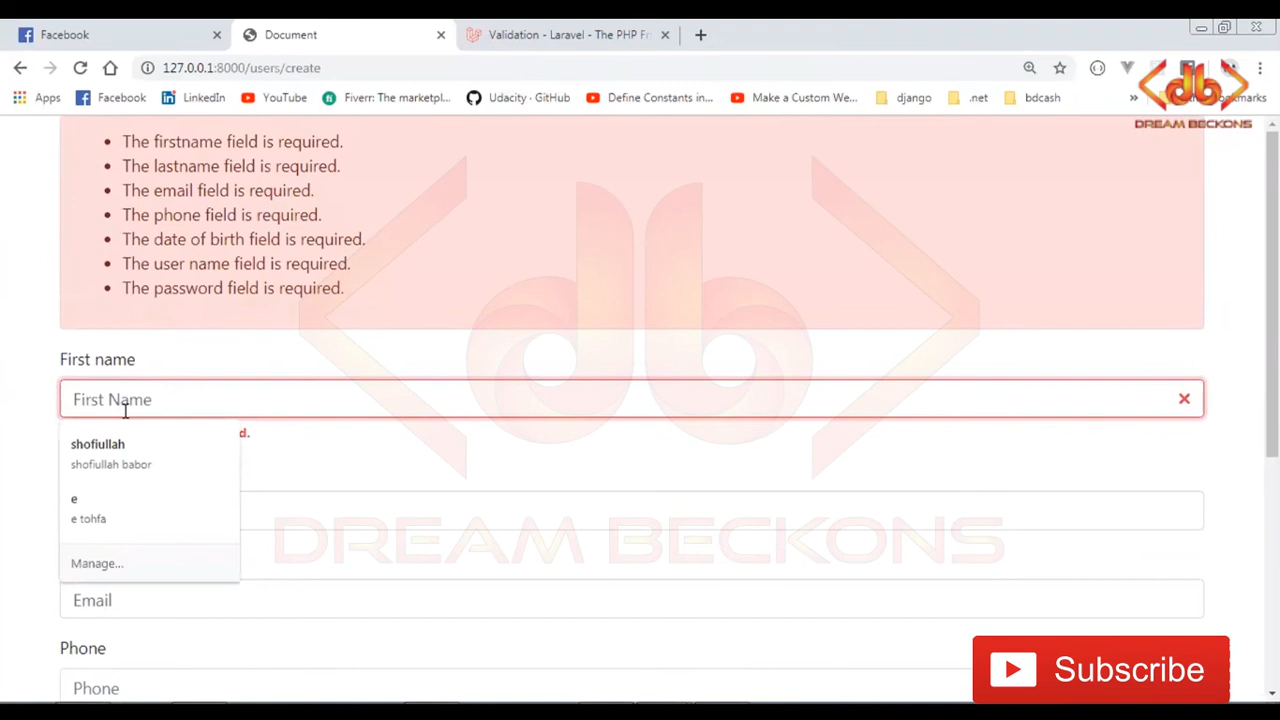 Facebook
Document
Validation - Laravel - The PHP Fr
127.0.0.1:8000/users/create
Apps
Facebook
LinkedIn
YouTube
Fiverr: The marketpl...
Udacity · GitHub
Define Constants in...
Make a Custom We...
django
.net
bdcash
»
okmarks
DREAM BECKONS
The firstname field is required.
The lastname field is required.
The email field is required.
The phone field is required.
The date of birth field is required.
The user name field is required.
The password field is required.
First name
First Name
d.
shofiullah
shofiullah babor
e
e tohfa
Manage...
DREAM BECKONS
Email
Phone
Phone
Subscribe